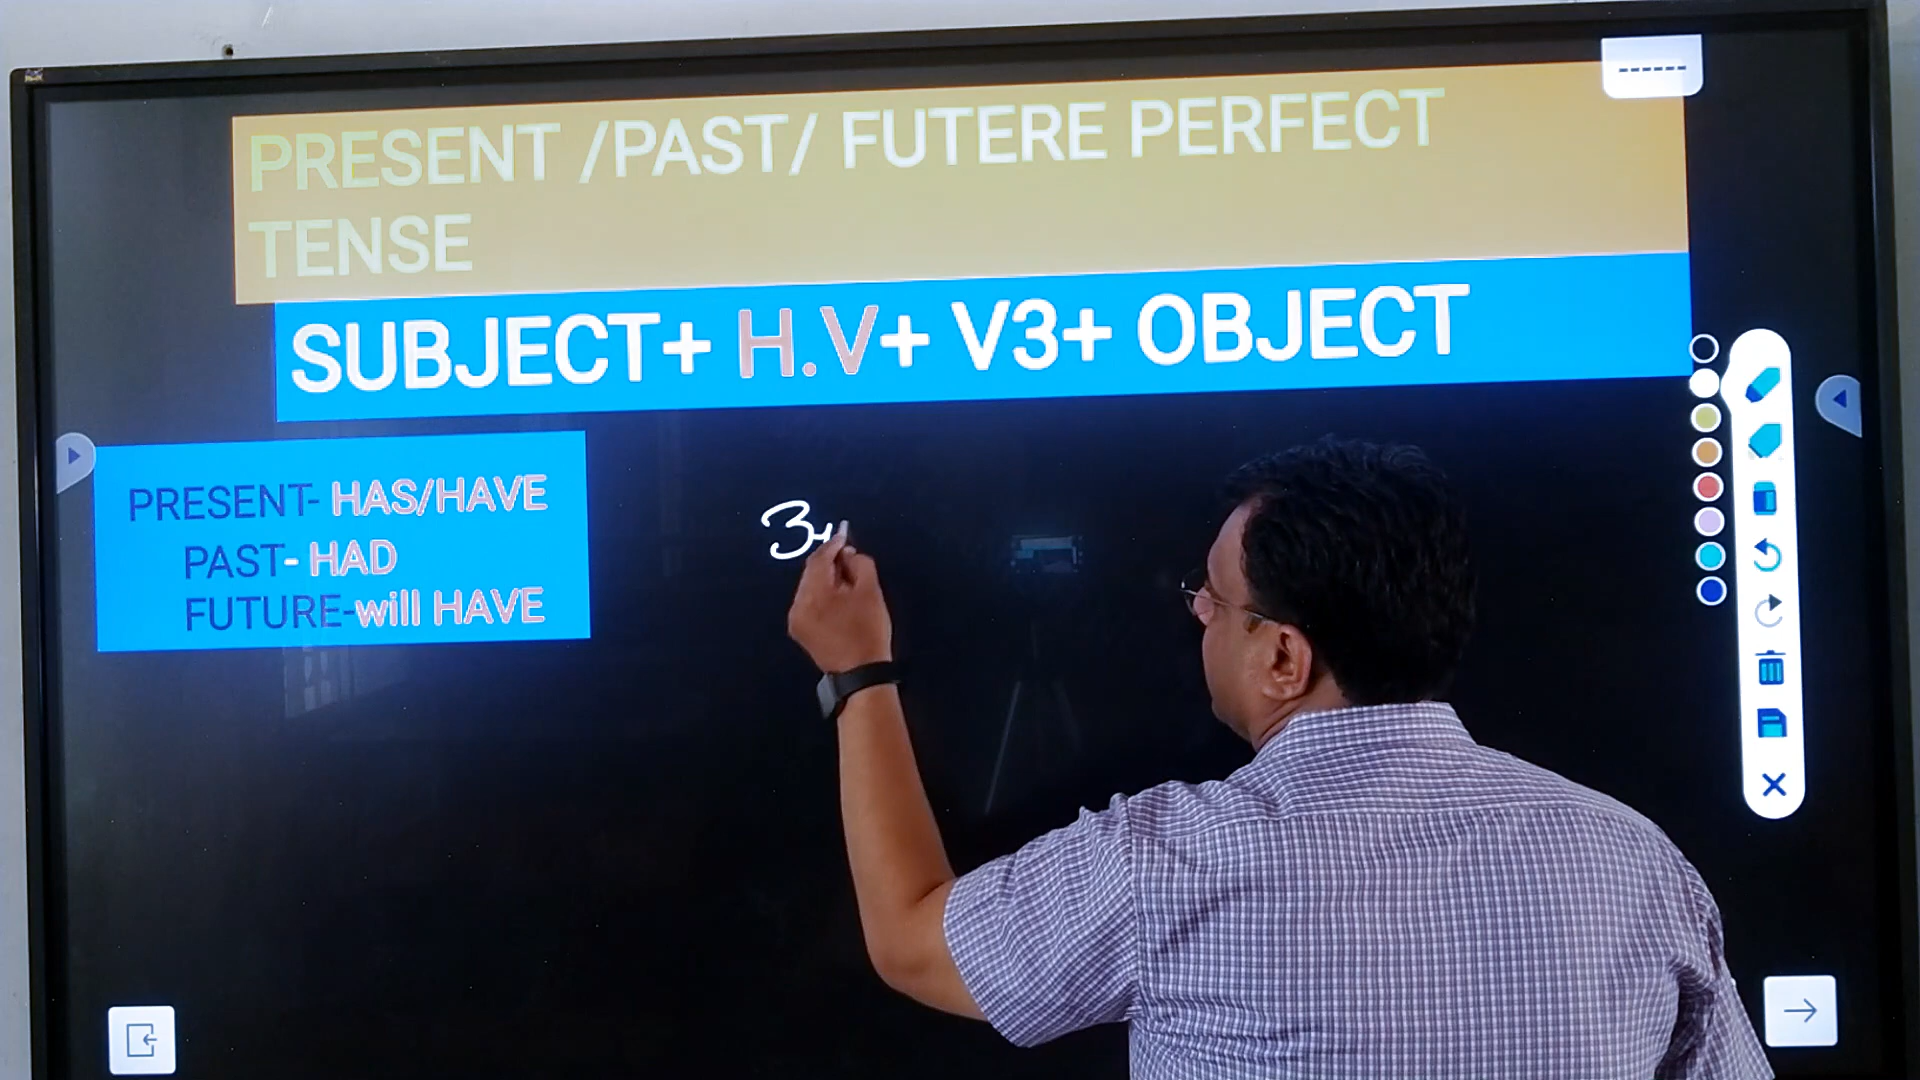 PRESENT /PAST/ FUTERE PERFECT
TENSE
SUBJECT+ H.V+ V3+ OBJECT
PRESENT- HAS/HAVE
PAST- HAD
FUTURE-will HAVE